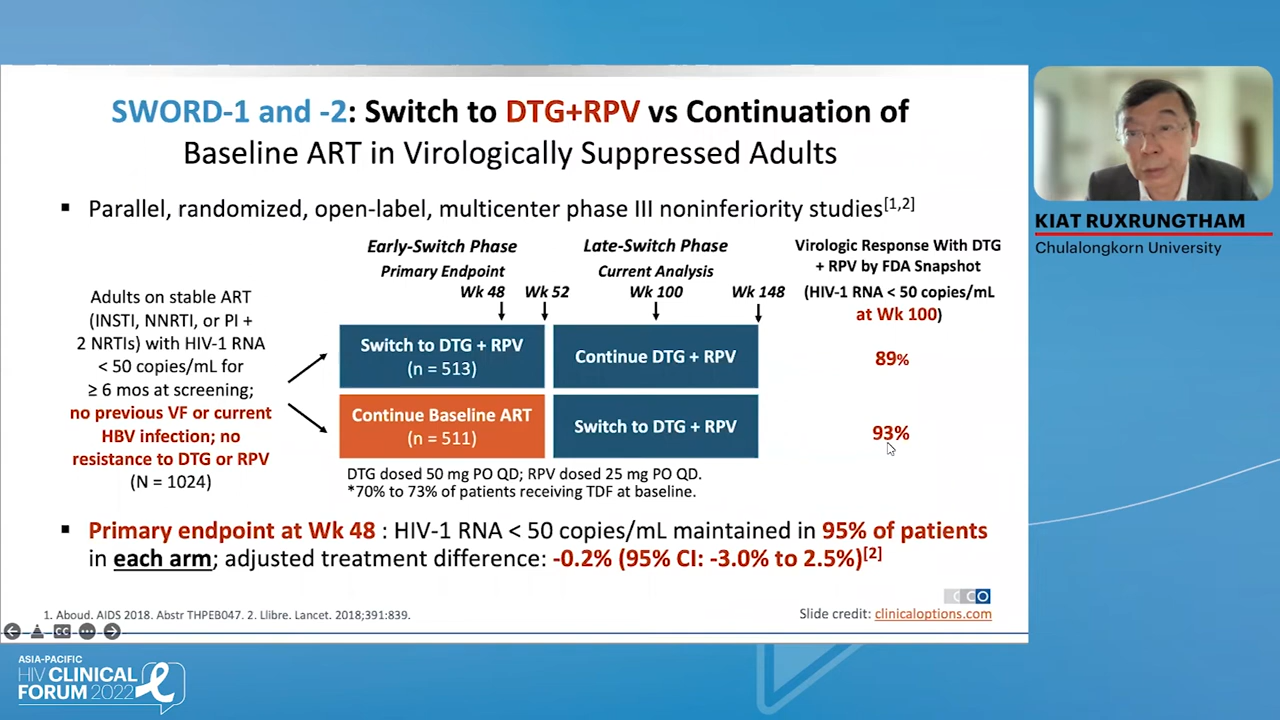 SWORD-1 and -2: Switch to DTG+RPV vs Continuation of
Baseline ART in Virologically Suppressed Adults
▪ Parallel, randomized, open-label, multicenter phase III noninferiority studies[1,2]
Adults on stable ART
(INSTI, NNRTI, or PI +
2 NRTIs) with HIV-1 RNA
< 50 copies/mL for
≥ 6 mos at screening;
no previous VF or current
HBV infection; no
resistance to DTG or RPV
(N = 1024)
Early-Switch Phase
Primary Endpoint
Wk 48
Wk 52
Late-Switch Phase
Current Analysis
Wk 100
Wk 148
Switch to DTG + RPV
(n = 513)
Continue DTG + RPV
Continue Baseline ART
(n = 511)
Switch to DTG + RPV
Virologic Response With DTG
+ RPV by FDA Snapshot
(HIV-1 RNA < 50 copies/mL
at Wk 100)
89%
93%
DTG dosed 50 mg PO QD; RPV dosed 25 mg PO QD.
*70% to 73% of patients receiving TDF at baseline.
▪ Primary endpoint at Wk 48 : HIV-1 RNA < 50 copies/mL maintained in 95% of patients
in each arm; adjusted treatment difference: -0.2% (95% CI: -3.0% to 2.5%)[2]
CCO
1. Aboud. AIDS 2018. Abstr THPEB047. 2. Llibre. Lancet. 2018;391:839.
Slide credit: clinicaloptions.com
CC
KIAT RUXRUNGTHAM
Chulalongkorn University
ASIA-PACIFIC
HIV CLINICAL
FORUM 2022